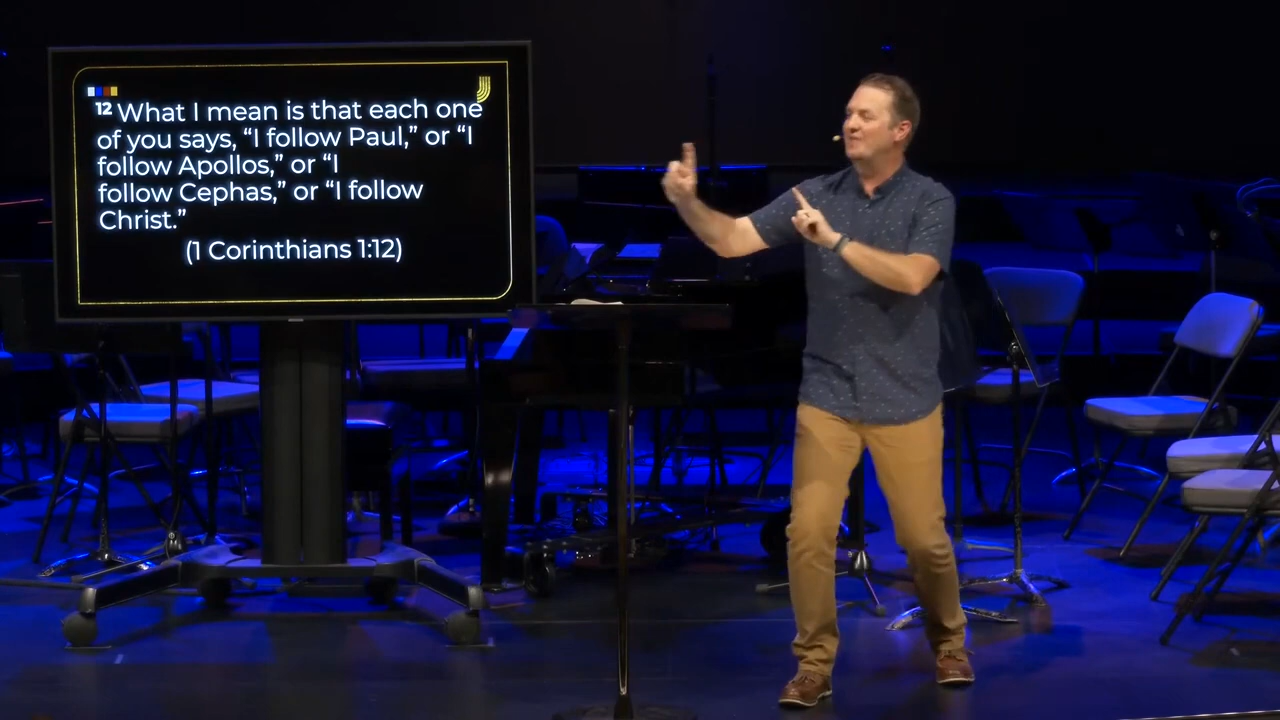 12 What I mean is that each one
of you says, “I follow Paul,” or “I
follow Apollos,” or “I
follow Cephas,” or “I follow
Christ.”
(1 Corinthians 1:12)